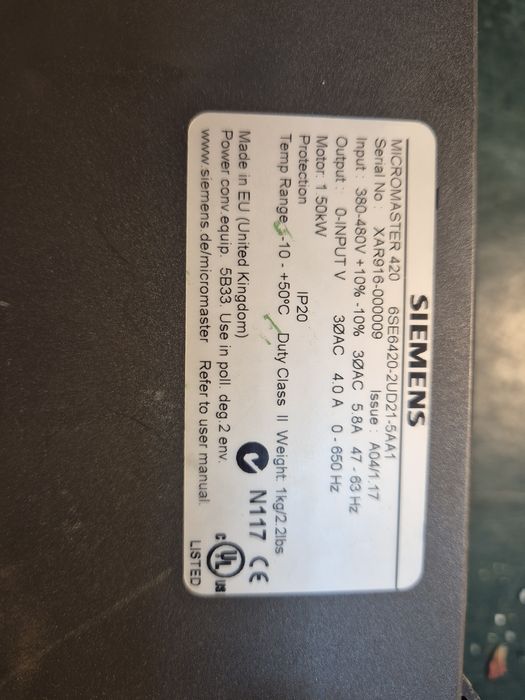 SIEMENS
MICROMASTER 420 6SE6420-2UD21-5AA1
Serial No : XAR916-000009 Issue : A04/1.17
Input : 380-480V +10% -10% 3ØAC 5.8A 47 - 63 Hz
Output : 0-INPUT V 3ØAC 4.0 A 0 - 650 Hz
Motor: 1.50kW
Protection IP20
Temp Range -10 - +50°C Duty Class II Weight: 1kg/2.2lbs
Made in EU (United Kingdom)
N117 CE
Power conv.equip. 5B33. Use in poll. deg.2 env.
www.siemens.de/micromaster Refer to user manual.
c UL us
LISTED